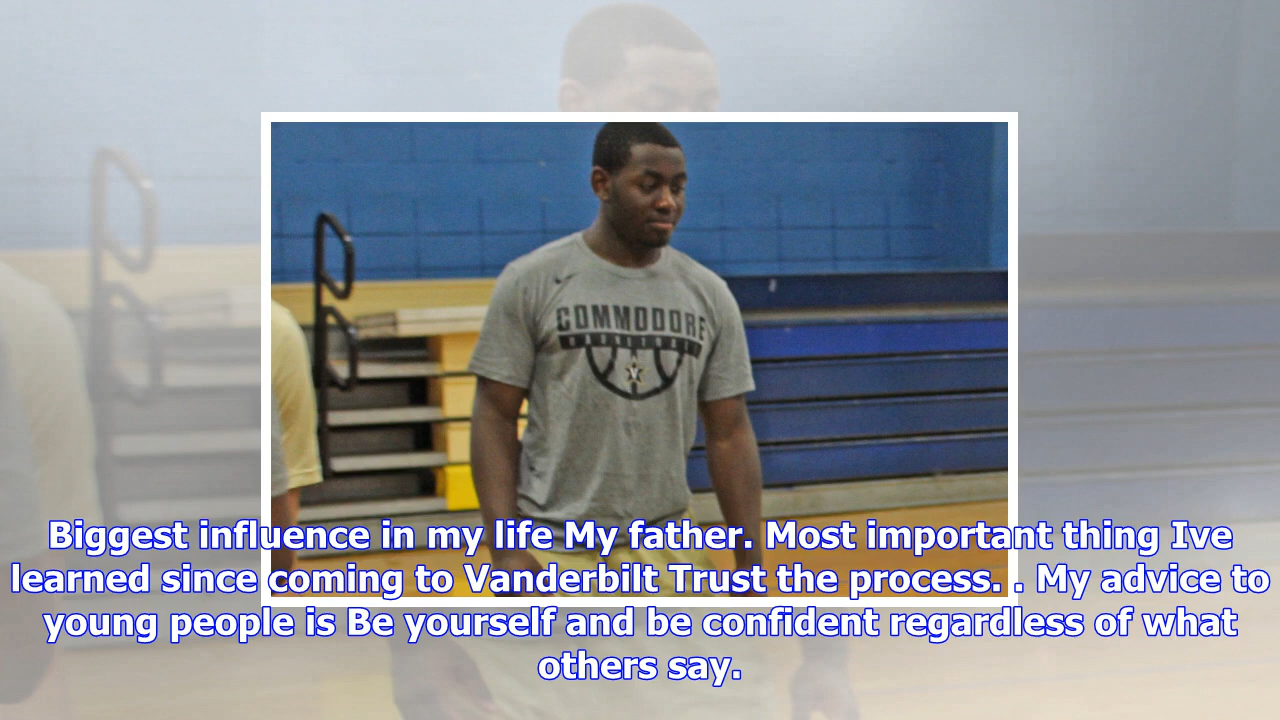 COMMODORE
BASKETBALL
Biggest influence in my life My father. Most important thing Ive
learned since coming to Vanderbilt Trust the process. . My advice to
young people is Be yourself and be confident regardless of what
others say.